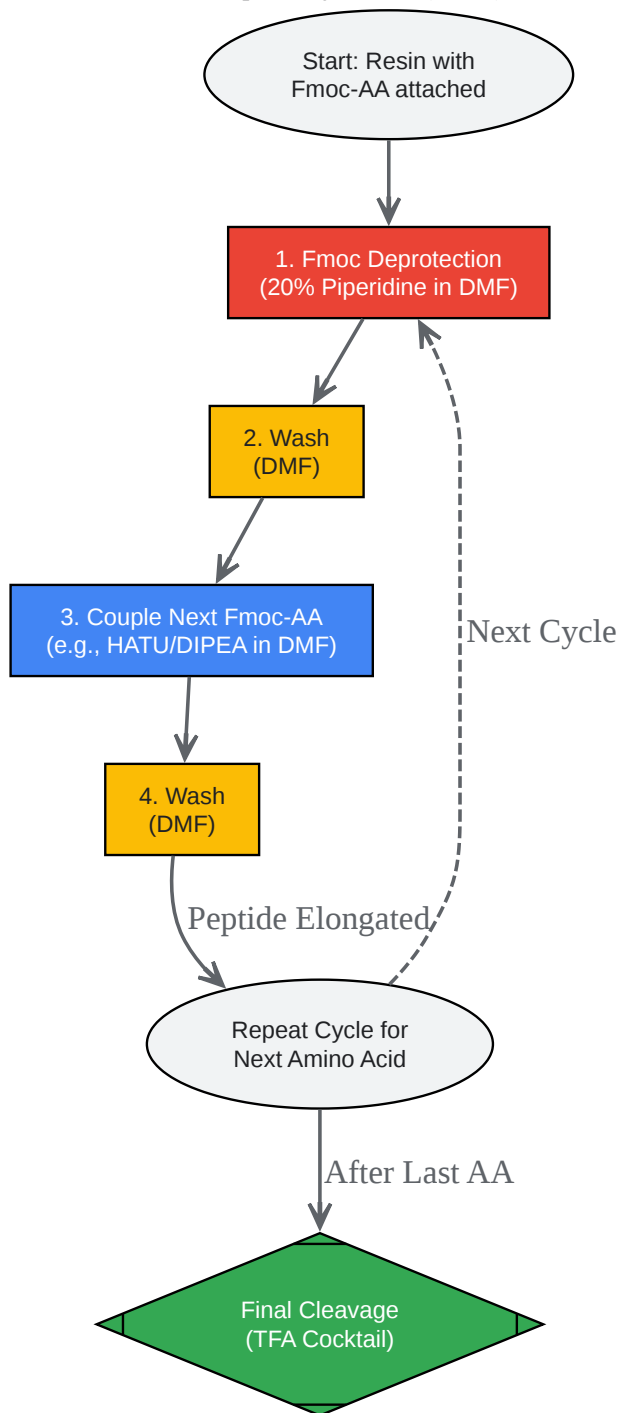 Start: Resin with
Fmoc-AA attached
1. Fmoc Deprotection
(20% Piperidine in DMF)
2. Wash
(DMF)
3. Couple Next Fmoc-AA
(e.g., HATU/DIPEA in DMF)
Next Cycle
4. Wash
(DMF)
Peptide Elongated
Repeat Cycle for
Next Amino Acid
After Last AA
Final Cleavage
(TFA Cocktail)